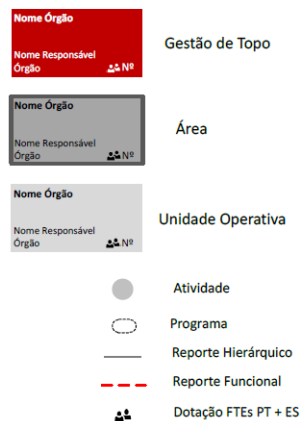 Nome Órgão
Gestão de Topo
Nome Responsável
Órgão Nº
Nome Órgão
Área
Nome Responsável
Órgão Nº
Nome Órgão
Unidade Operativa
Nome Responsável
Órgão Nº
Atividade
Programa
Reporte Hierárquico
Reporte Funcional
Dotação FTEs PT + ES